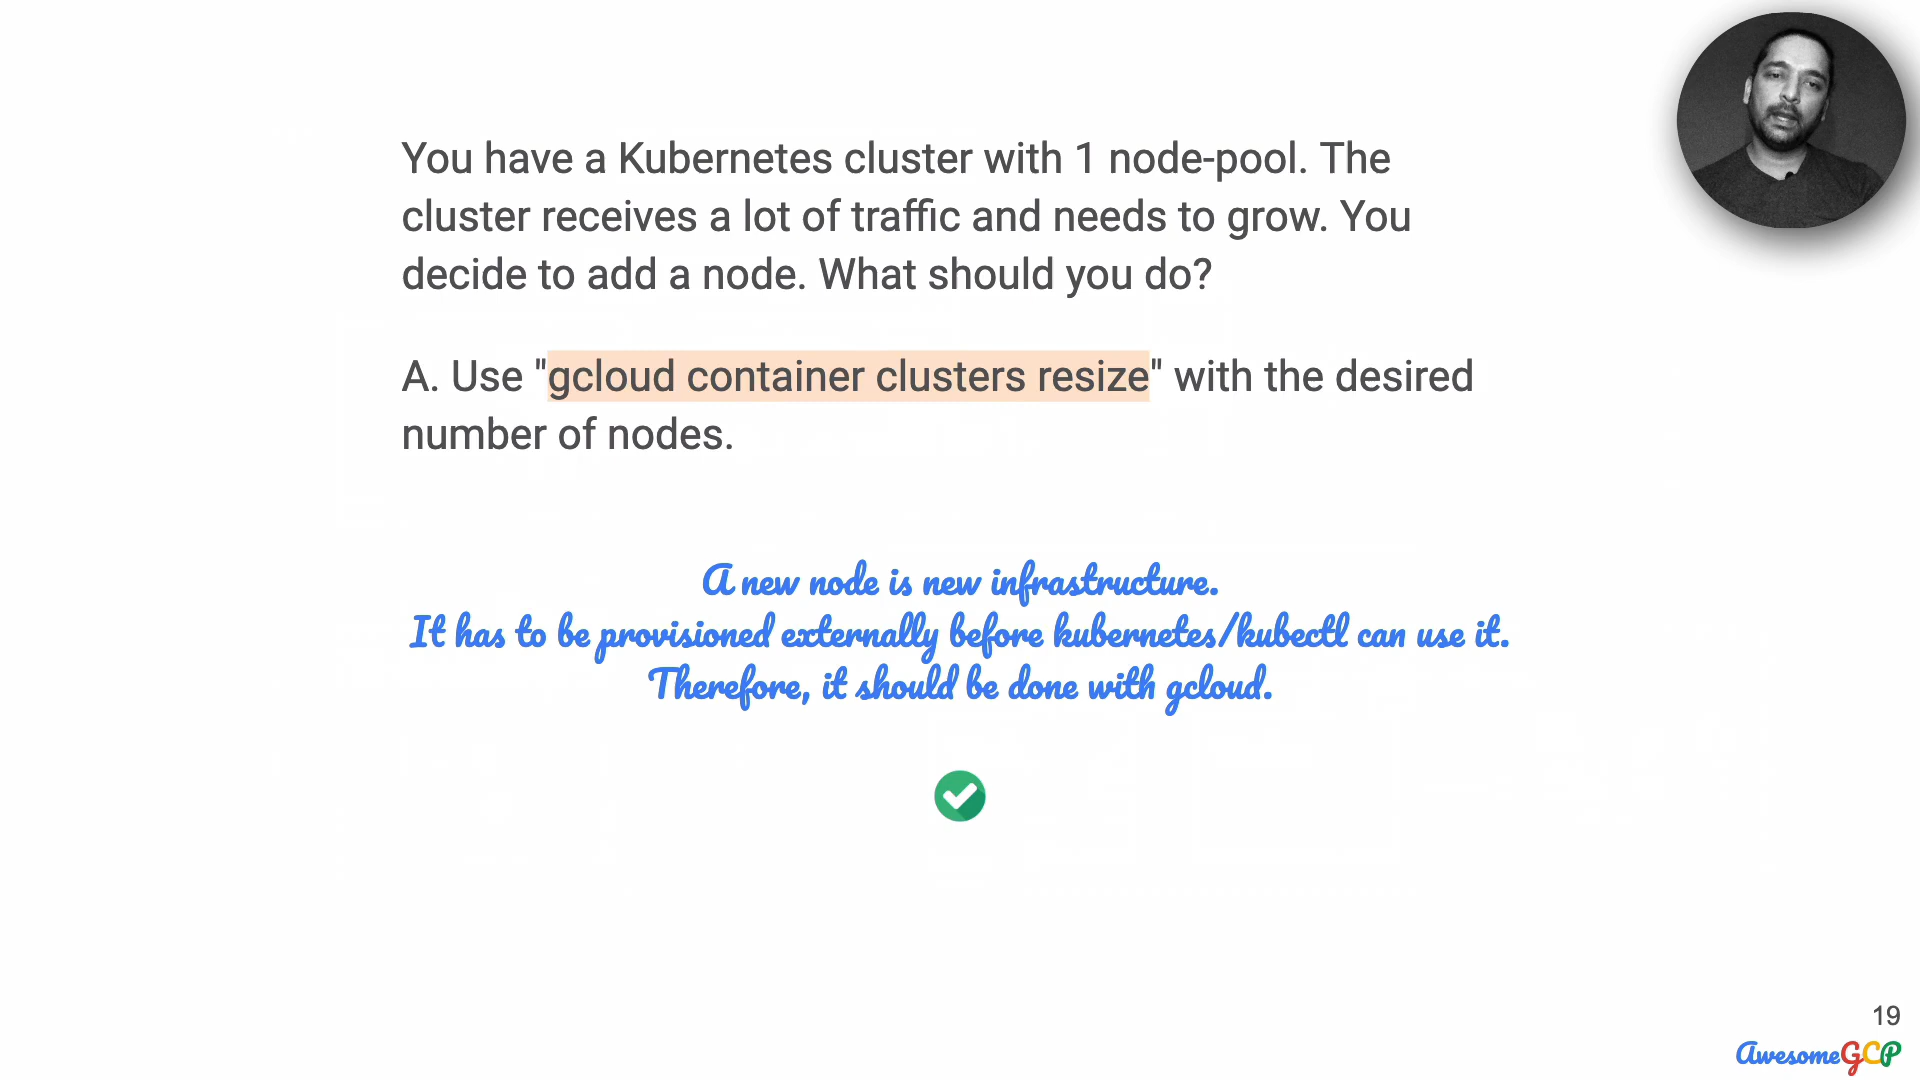 You have a Kubernetes cluster with 1 node-pool. The
cluster receives a lot of traffic and needs to grow. You
decide to add a node. What should you do?
A. Use "gcloud container clusters resize" with the desired
number of nodes.
A new node is new infrastructure.
It has to be provisioned externally before kubernetes/kubectl can use it.
Therefore, it should be done with gcloud.
19
AwesomeGCP